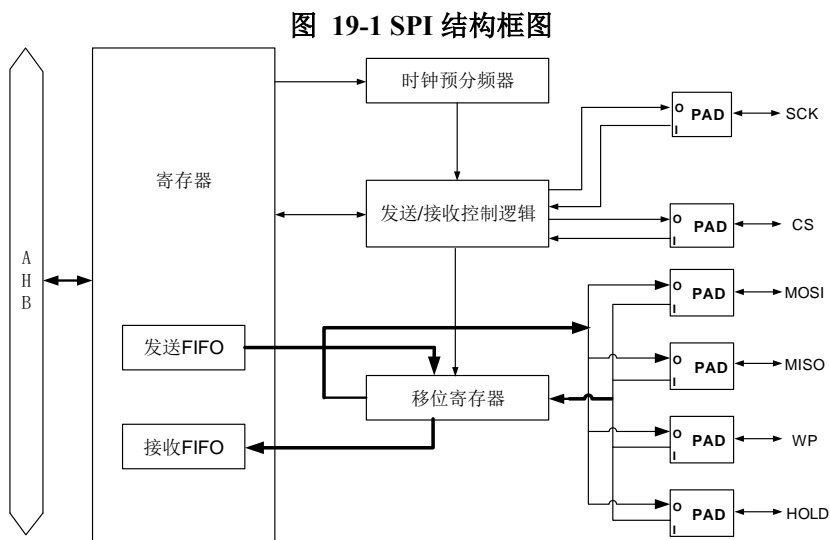 图 19-1 SPI 结构框图
时钟预分频器
O
I
PAD
SCK
寄存器
发送/接收控制逻辑
O
I
PAD
CS
A
H
B
O
I
PAD
MOSI
发送FIFO
O
I
PAD
MISO
移位寄存器
接收FIFO
O
I
PAD
WP
O
I
PAD
HOLD